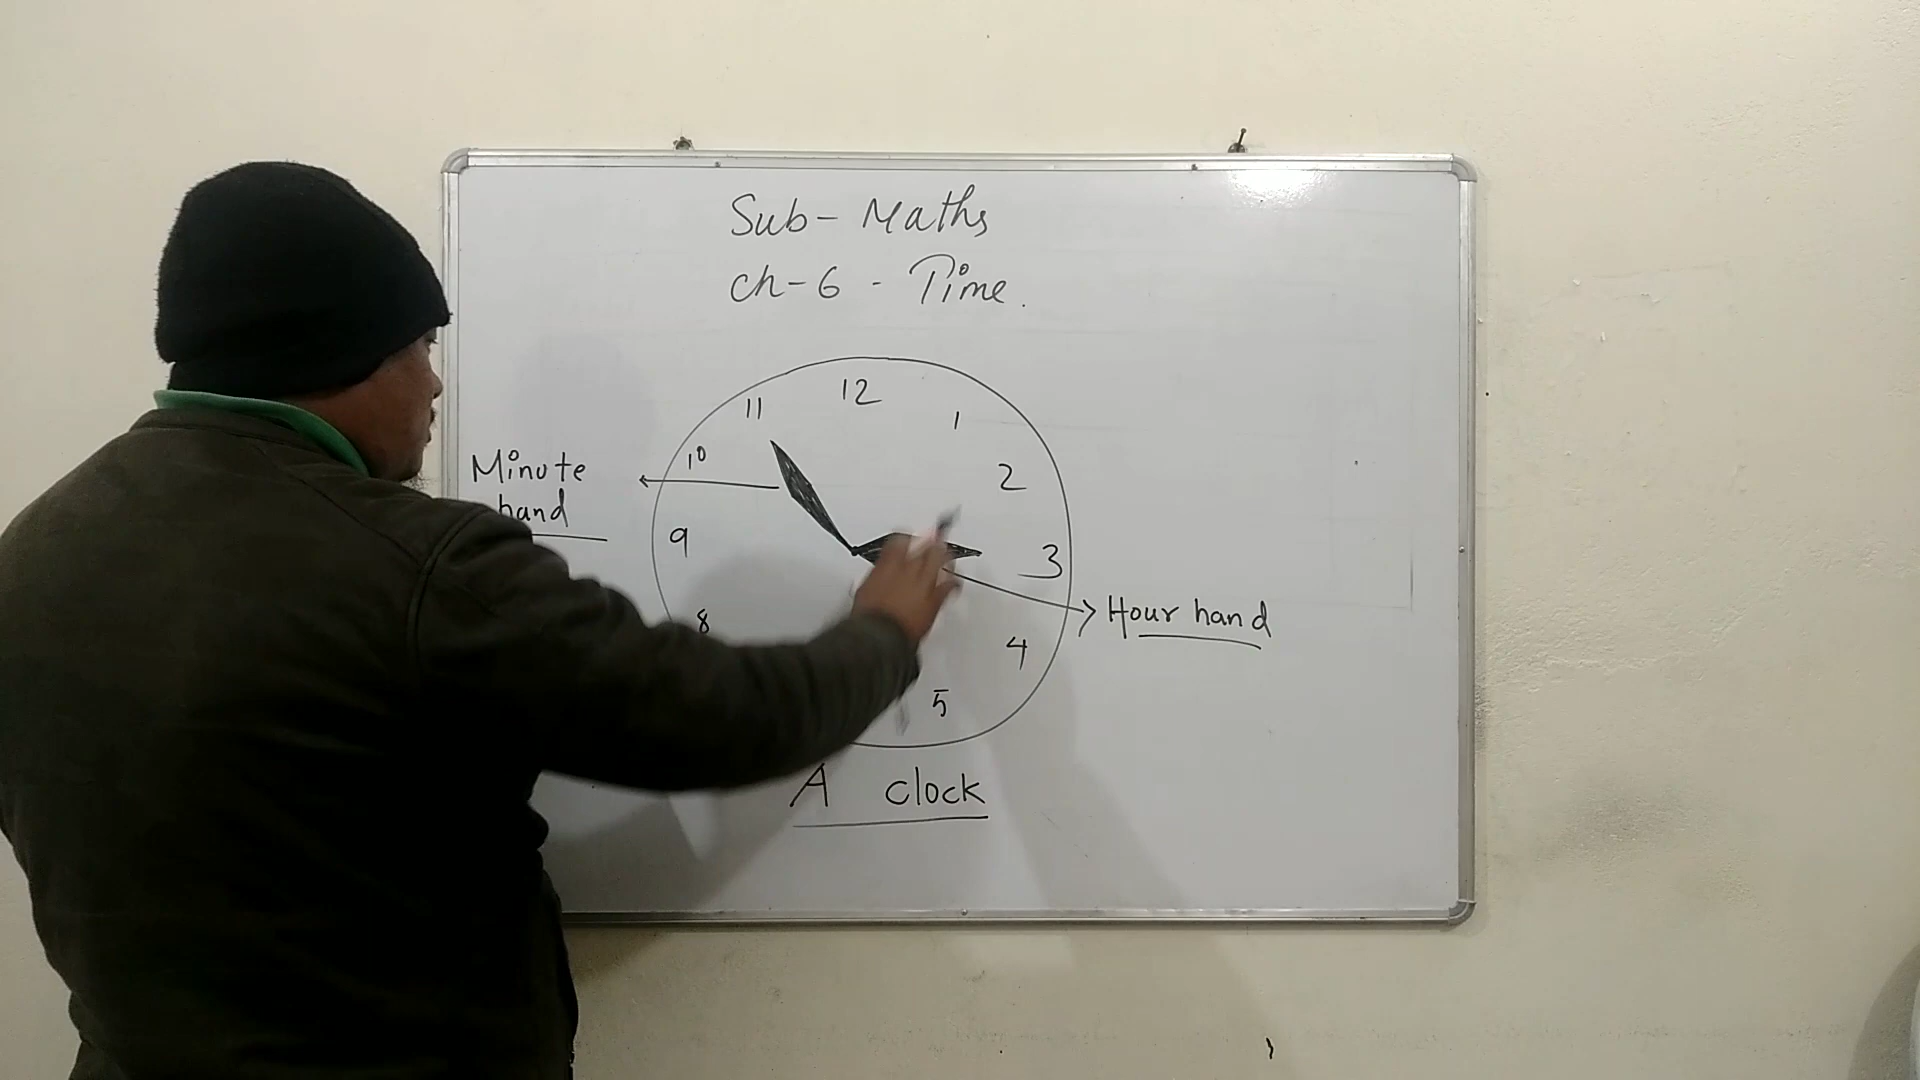 Sub- Maths
Ch-6 - Time.
12
11
1
10
2
Minute
hand
9
3
8
Hour hand
4
5
A clock